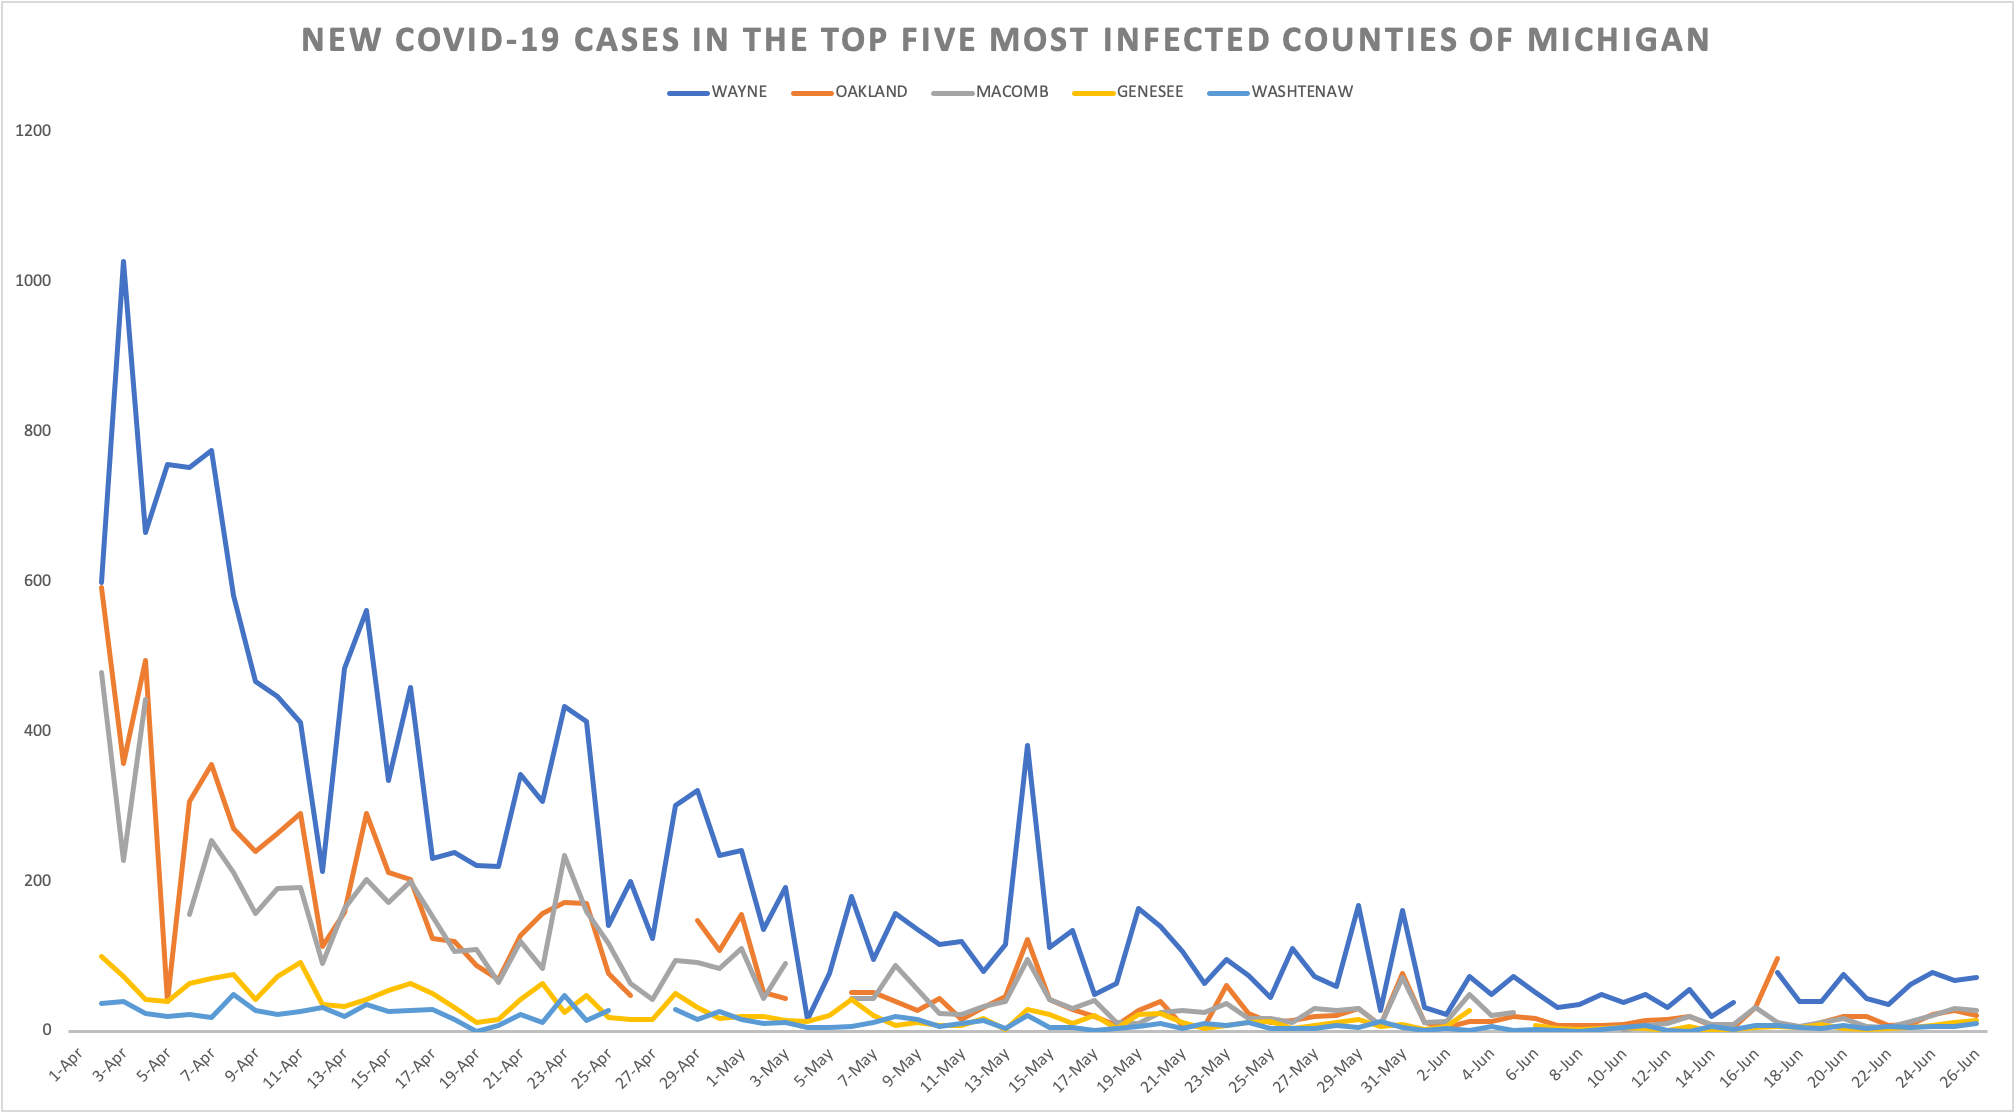 NEW COVID-19 CASES IN THE TOP FIVE MOST INFECTED COUNTIES OF MICHIGAN
WAYNE OAKLAND MACOMB GENESEE WASHTENAW
1200
1000
800
600
400
200
0
1-Apr 3-Apr 5-Apr 7-Apr 9-Apr 11-Apr 13-Apr 15-Apr 17-Apr 19-Apr 21-Apr 23-Apr 25-Apr 27-Apr 29-Apr 1-May 3-May 5-May 7-May 9-May 11-May 13-May 15-May 17-May 19-May 21-May 23-May 25-May 27-May 29-May 31-May 2-Jun 4-Jun 6-Jun 8-Jun 10-Jun 12-Jun 14-Jun 16-Jun 18-Jun 20-Jun 22-Jun 24-Jun 26-Jun